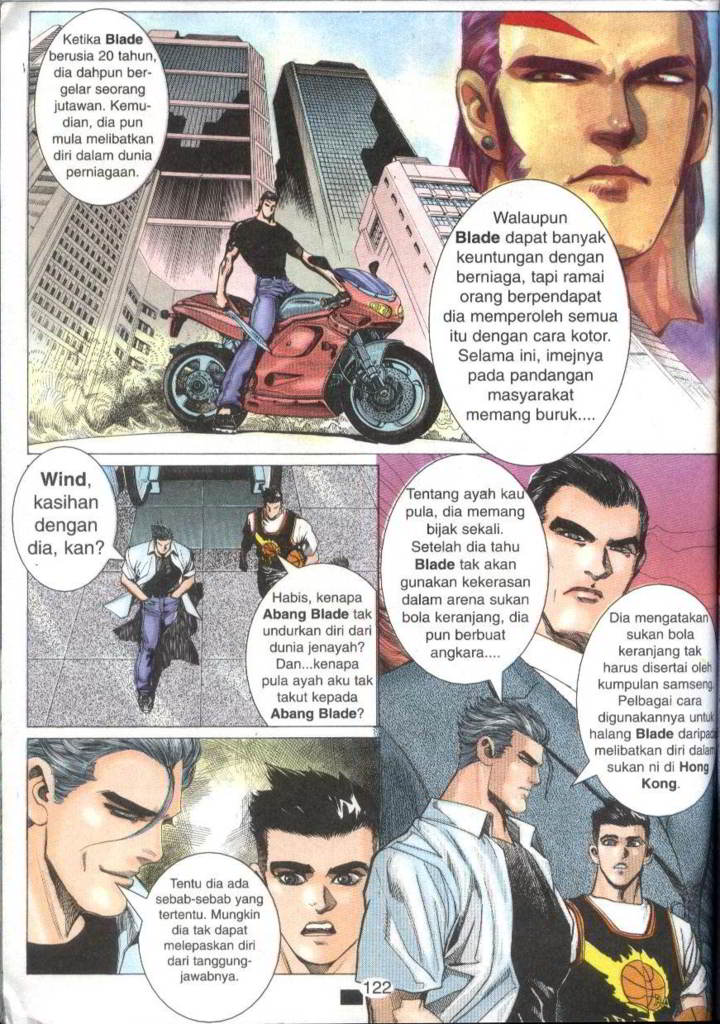 Ketika Blade
berusia 20 tahun,
dia dahpun ber-
gelar seorang
jutawan. Kemu-
dian, dia pun
mula melibatkan
diri dalam dunia
perniagaan.
Walaupun
Blade dapat banyak
keuntungan dengan
berniaga, tapi ramai
orang berpendapat
dia memperoleh semua
itu dengan cara kotor.
Selama ini, imejnya
pada pandangan
masyarakat
memang buruk....
Wind,
kasihan
dengan
dia, kan?
Habis, kenapa
Abang Blade tak
undurkan diri dari
dunia jenayah?
Dan...kenapa
pula ayah aku tak
takut kepada
Abang Blade?
Tentu dia ada
sebab-sebab yang
tertentu. Mungkin
dia tak dapat
melepaskan diri
dari tanggung-
jawabnya.
Tentang ayah kau
pula, dia memang
bijak sekali.
Setelah dia tahu
Blade tak akan
gunakan kekerasan
dalam arena sukan
bola keranjang, dia
pun berbuat
angkara....
Dia mengatakan
sukan bola
keranjang tak
harus disertai oleh
kumpulan samseng.
Pelbagai cara
digunakannya untuk
halang Blade daripada
melibatkan diri dalam
sukan ni di Hong
Kong.
122